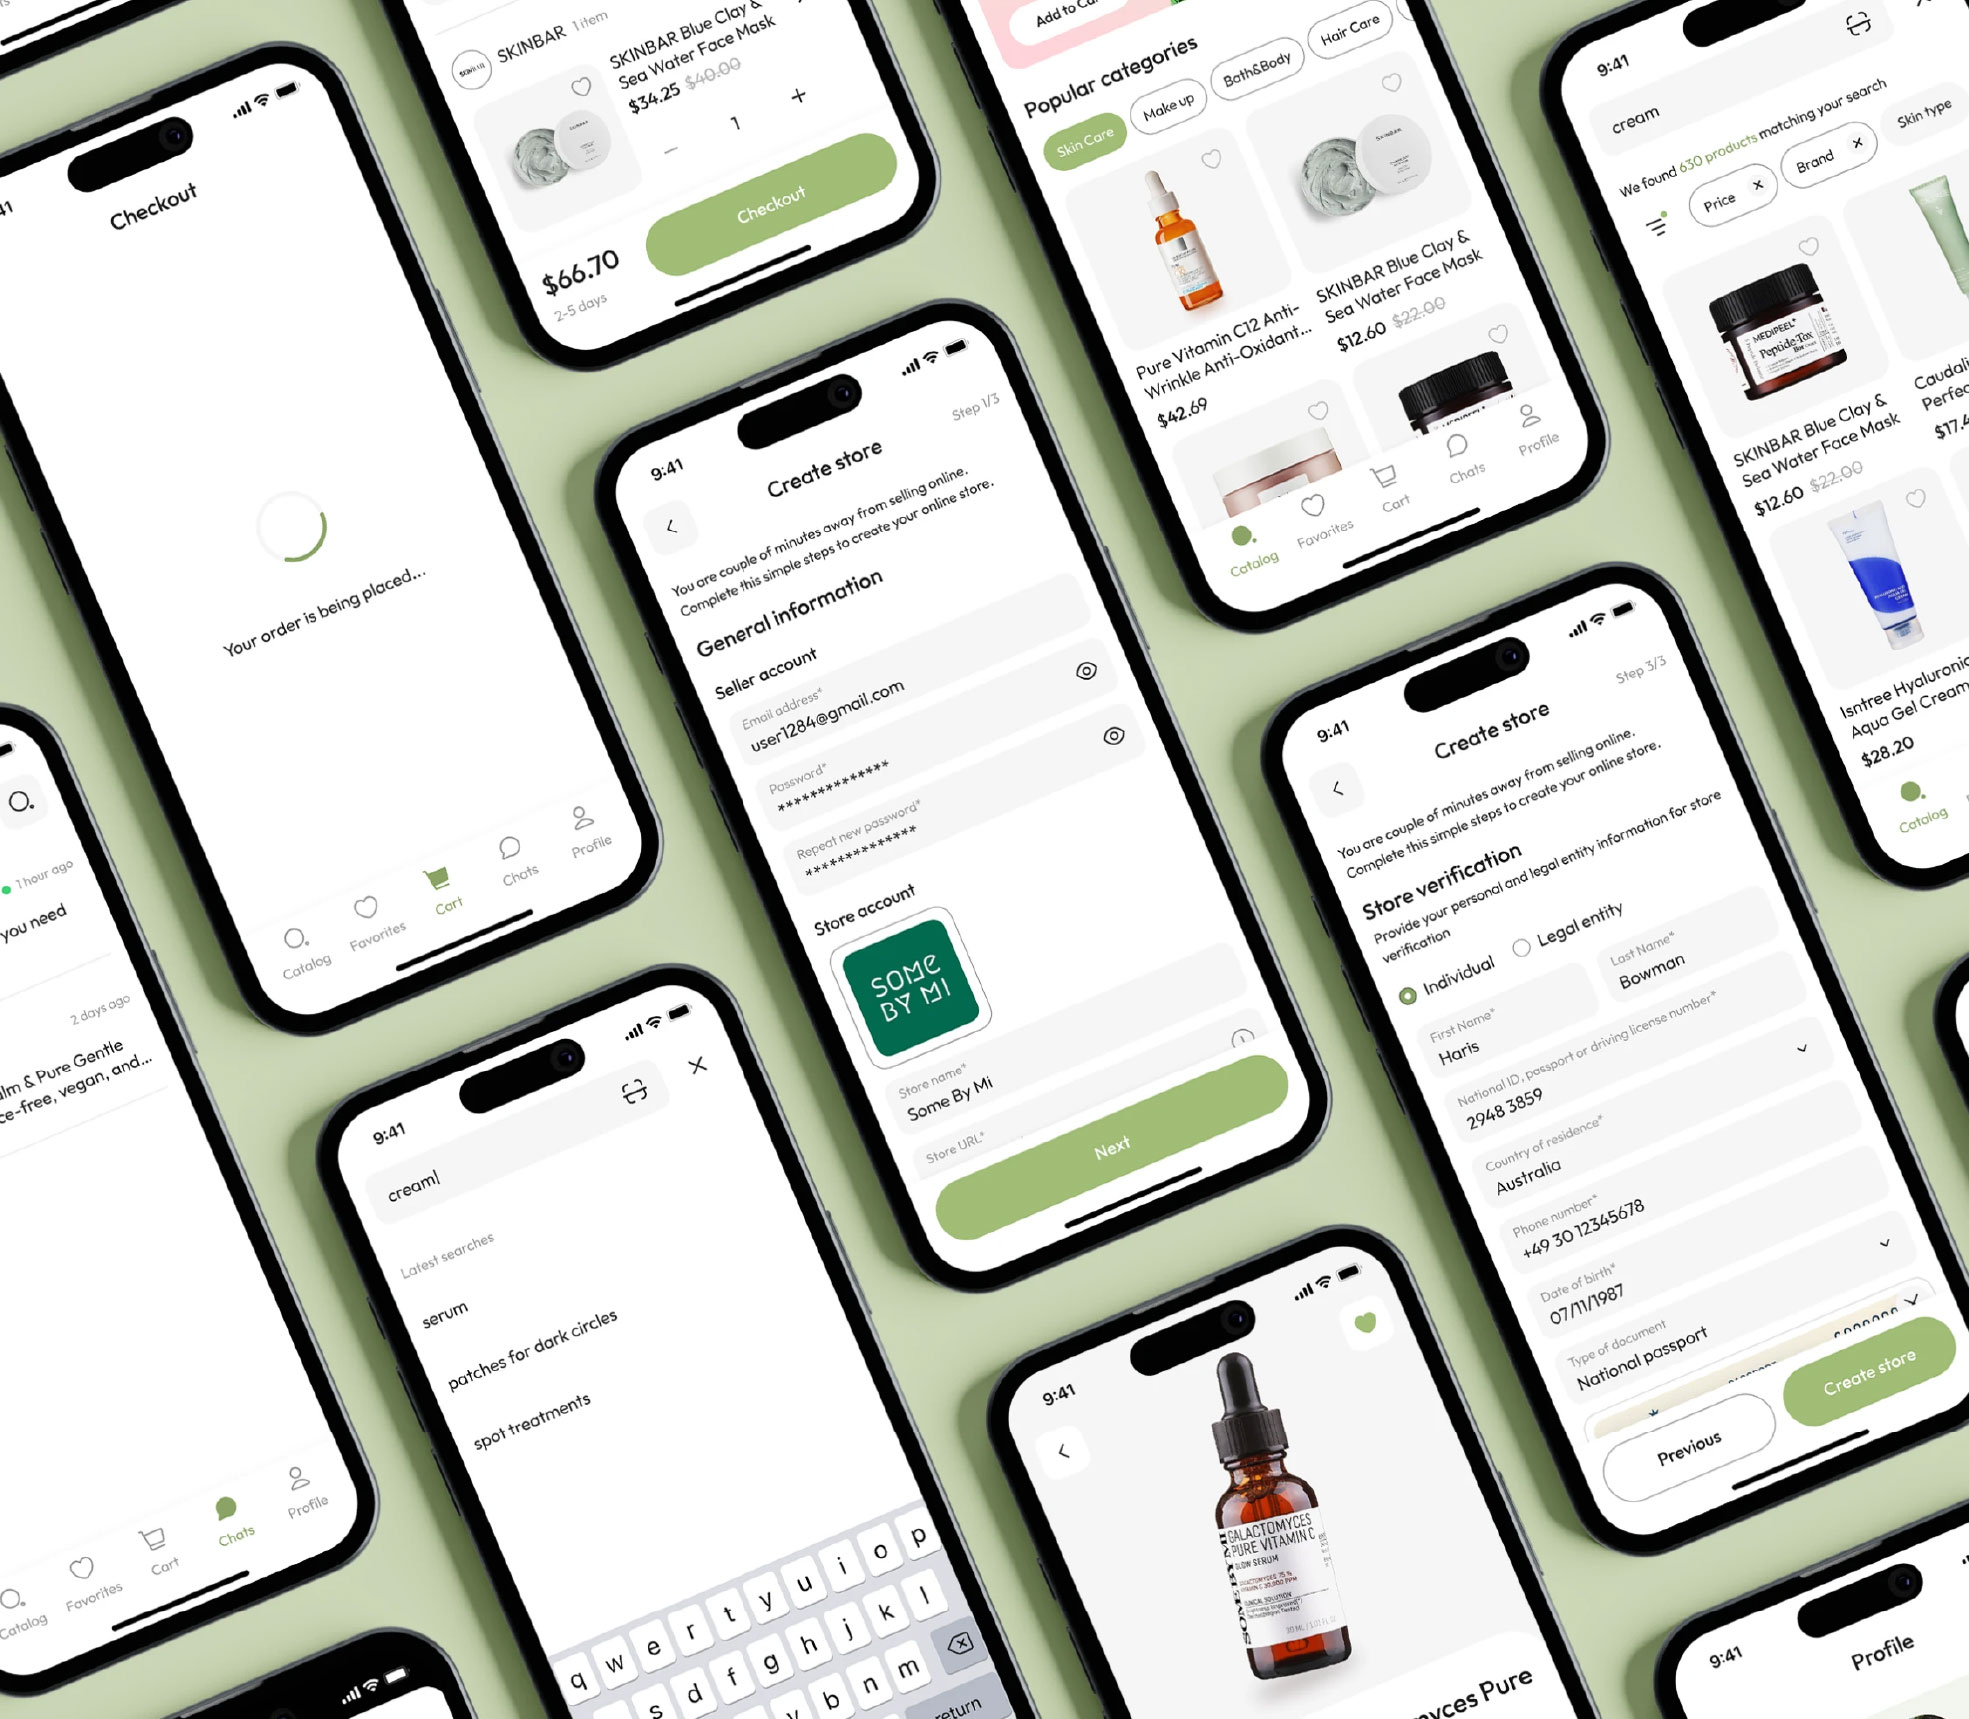 41
Checkout
Your order is being placed...
Catalog
Favorites
Cart
Chats
Profile
SKINBAR 1 item
SKINBAR Blue Clay &
Sea Water Face Mask
$34.25 $40.00
1
$66.70
2-5 days
Checkout
Add to
Popular categories
Skin Care
Make up
Bath&Body
Hair Care
Pure Vitamin C12 Anti-
Wrinkle Anti-Oxidant...
$42.69
SKINBAR
SKINBAR Blue Clay &
Sea Water Face Mask
$12.60 $22.00
Catalog
Favorites
Cart
Chats
Profile
9:41
cream
We found 630 products matching your search
Price
Brand
Skin type
MEDIPEEL+
Peptide-Tox
SKINBAR Blue Clay &
Sea Water Face Mask
$12.60 $22.00
Isntree
Aqua Gel Cream
$28.20
Catalog
9:41
Step 1/3
Create store
You are couple of minutes away from selling online.
Complete this simple steps to create your online store.
General information
Seller account
Email address*
user1284@gmail.com
Password*
*************
Repeat new password*
*************
Store account
SOME
BY MI
Store name*
Some By Mi
Store URL*
Next
9:41
Step 3/3
Create store
You are couple of minutes away from selling online.
Complete this simple steps to create your online store.
Store verification
Provide your personal and legal entity information for store
verification
Individual
Legal entity
First Name*
Haris
Last Name*
Bowman
National ID, passport or driving license number*
2948 3859
Country of residence*
Australia
Phone number*
+49 30 12345678
Date of birth*
07/11/1987
Type of document
National passport
Previous
Create store
1 hour ago
you need
2 days ago
lm & Pure Gentle
ce-free, vegan, and...
Catalog
Favorites
Cart
Chats
Profile
9:41
cream
Latest searches
serum
patches for dark circles
spot treatments
q w e r t y u i o p
s d f g h j k l
v b n m
return
9:41
GALACTOMYCES
PURE VITAMIN C
GLOW SERUM
SOME BY MI
myces Pure
9:41
Profile